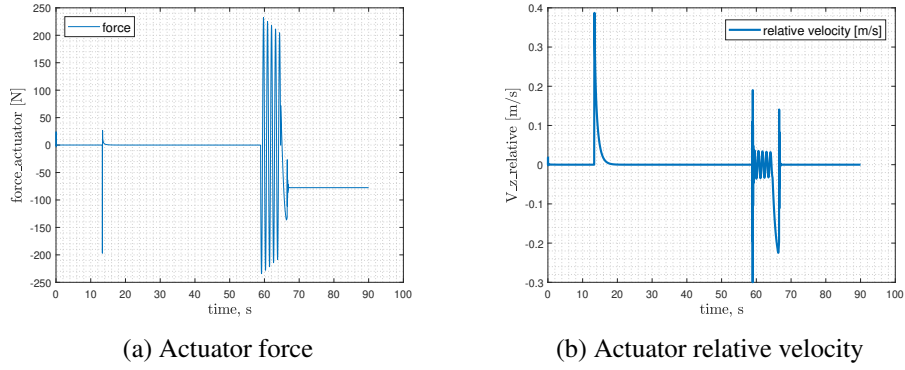 force
250
200
150
100
50
0
-50
-100
-150
-200
-250
force_actuator [N]
0 10 20 30 40 50 60 70 80 90 100
time, s
(a) Actuator force
relative velocity [m/s]
0.4
0.3
0.2
0.1
0
-0.1
-0.2
-0.3
V_z_relative [m/s]
0 10 20 30 40 50 60 70 80 90 100
time, s
(b) Actuator relative velocity